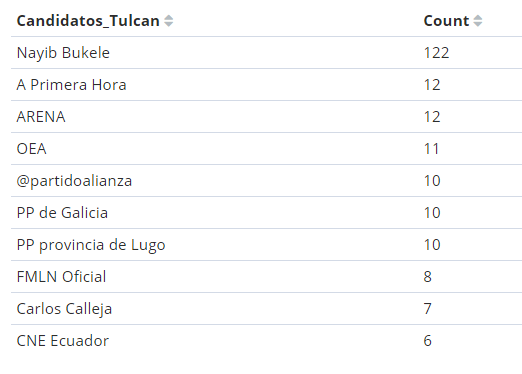 Candidatos_Tulcan Count
Nayib Bukele 122
A Primera Hora 12
ARENA 12
OEA 11
@partidoalianza 10
PP de Galicia 10
PP provincia de Lugo 10
FMLN Oficial 8
Carlos Calleja 7
CNE Ecuador 6